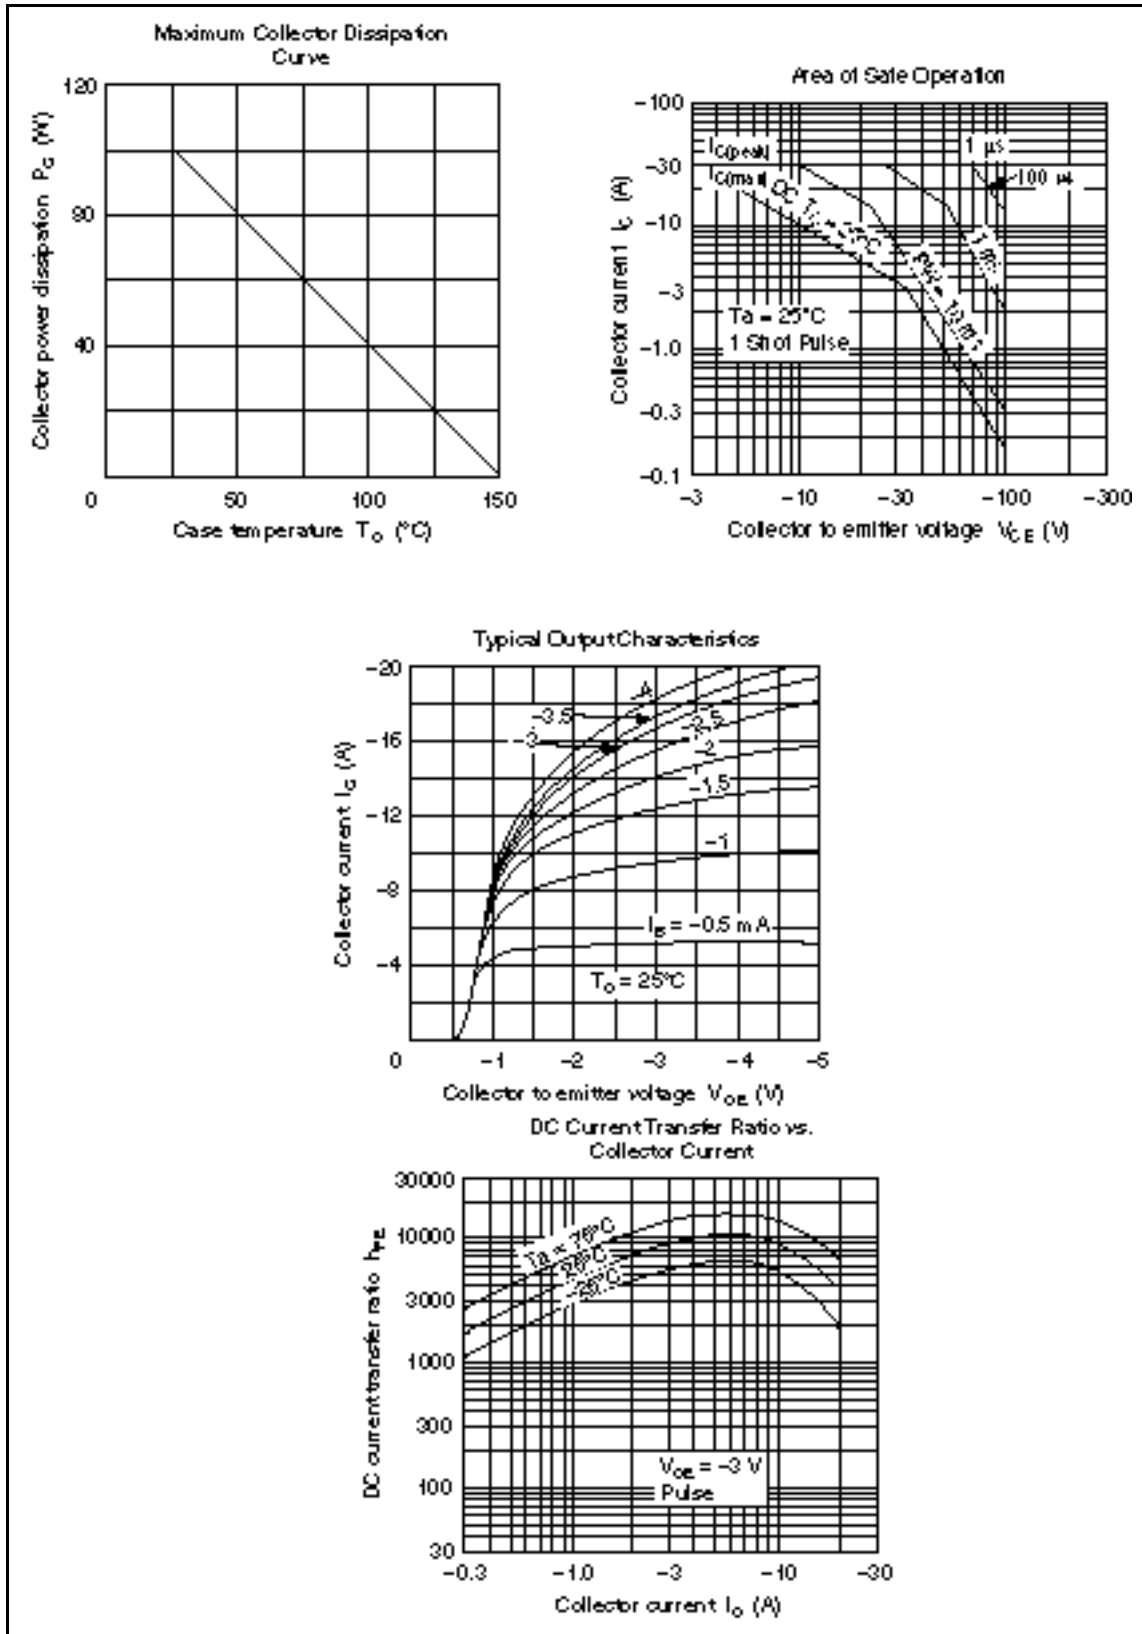 Maximum Collector Dissipation
Curve
120
80
40
0
50
100
150
Collector power dissipation P_C (W)
Case temperature T_C (°C)
Area of Safe Operation
–100
–30
–10
–3
–1.0
–0.3
–0.1
–3
–10
–30
–100
–300
Collector current I_C (A)
Collector to emitter voltage V_CE (V)
I_C(peak)
I_C(max)
DC
PW = 10 ms
1 ms
1 µs
100 µs
Ta = 25°C
1 Shot Pulse
Typical Output Characteristics
–20
–16
–12
–8
–4
0
–1
–2
–3
–4
–5
Collector current I_C (A)
Collector to emitter voltage V_CE (V)
–3.5
–3
–2.5
–2
–1.5
–1
I_B = –0.5 mA
T_C = 25°C
DC Current Transfer Ratio vs.
Collector Current
30000
10000
3000
1000
300
100
30
–0.3
–1.0
–3
–10
–30
DC current transfer ratio h_FE
Collector current I_C (A)
Ta = 75°C
25°C
–25°C
V_CE = –3 V
Pulse